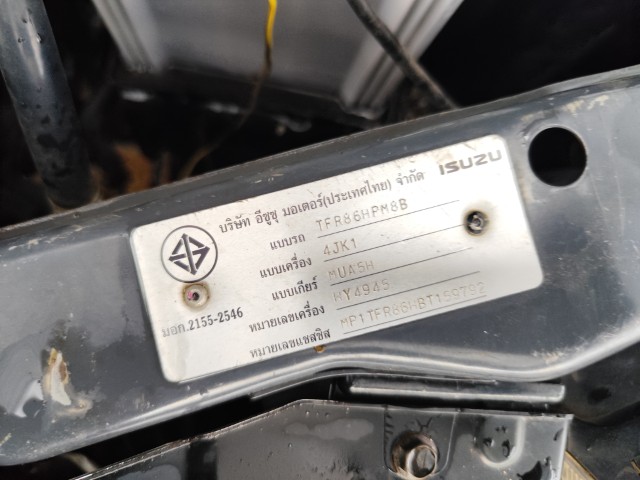 บริษัท อีซูซุ มอเตอร์(ประเทศไทย) จำกัด ISUZU
แบบรถ TFR86HPM8B
แบบเครื่อง 4JK1
แบบเกียร์ MUA5H
หมายเลขเครื่อง HY4945
หมายเลขแชสซิส MP1TFR86HBT159792
มอก.2155-2546